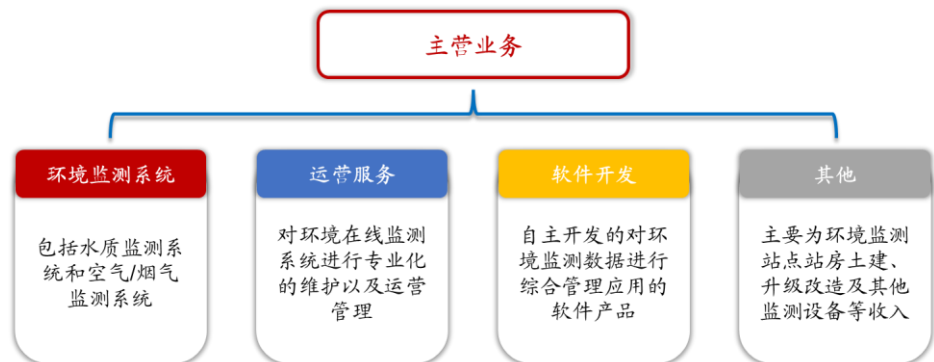 主营业务
环境监测系统
包括水质监测系
统和空气/烟气
监测系统
运营服务
对环境在线监测
系统进行专业化
的维护以及运营
管理
软件开发
自主开发的对环
境监测数据进行
综合管理应用的
软件产品
其他
主要为环境监测
站点站房土建、
升级改造及其他
监测设备等收入